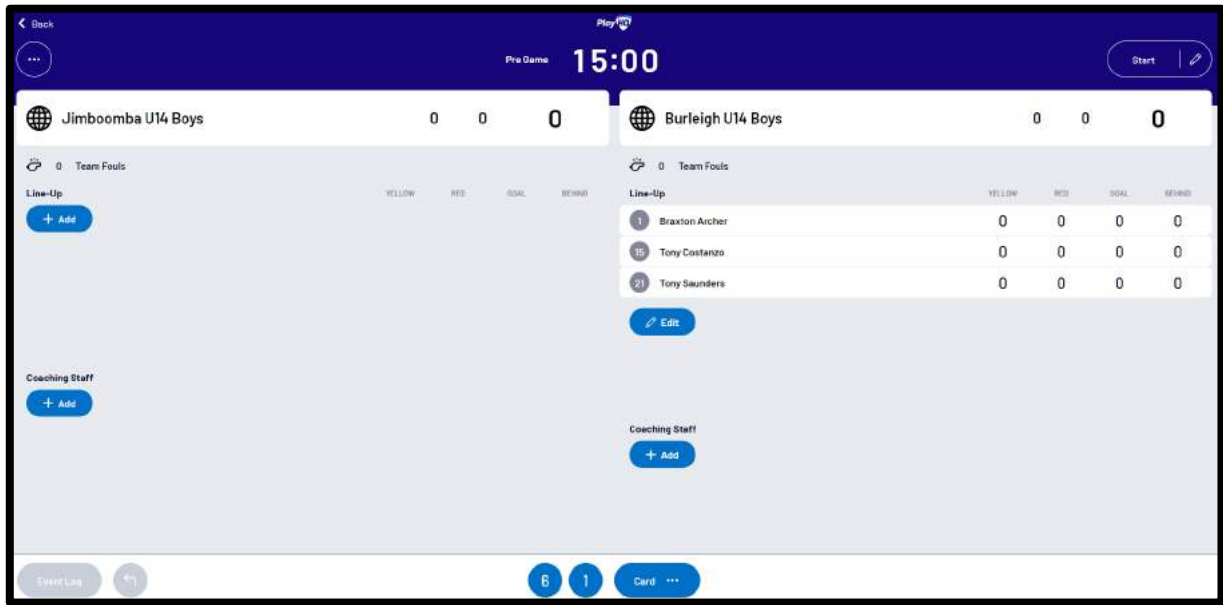 Back
PlayHQ
...
Pre Game 15:00
Start
Jimboomba U14 Boys 0 0 0
0 Team Fouls
Line-Up YELLOW RED GOAL BEHIND
+ Add
Coaching Staff
+ Add
Burleigh U14 Boys 0 0 0
0 Team Fouls
Line-Up YELLOW RED GOAL BEHIND
1 Braxton Archer 0 0 0 0
15 Tony Costanzo 0 0 0 0
21 Tony Saunders 0 0 0 0
Edit
Coaching Staff
+ Add
Event Log
6 1 Card ...